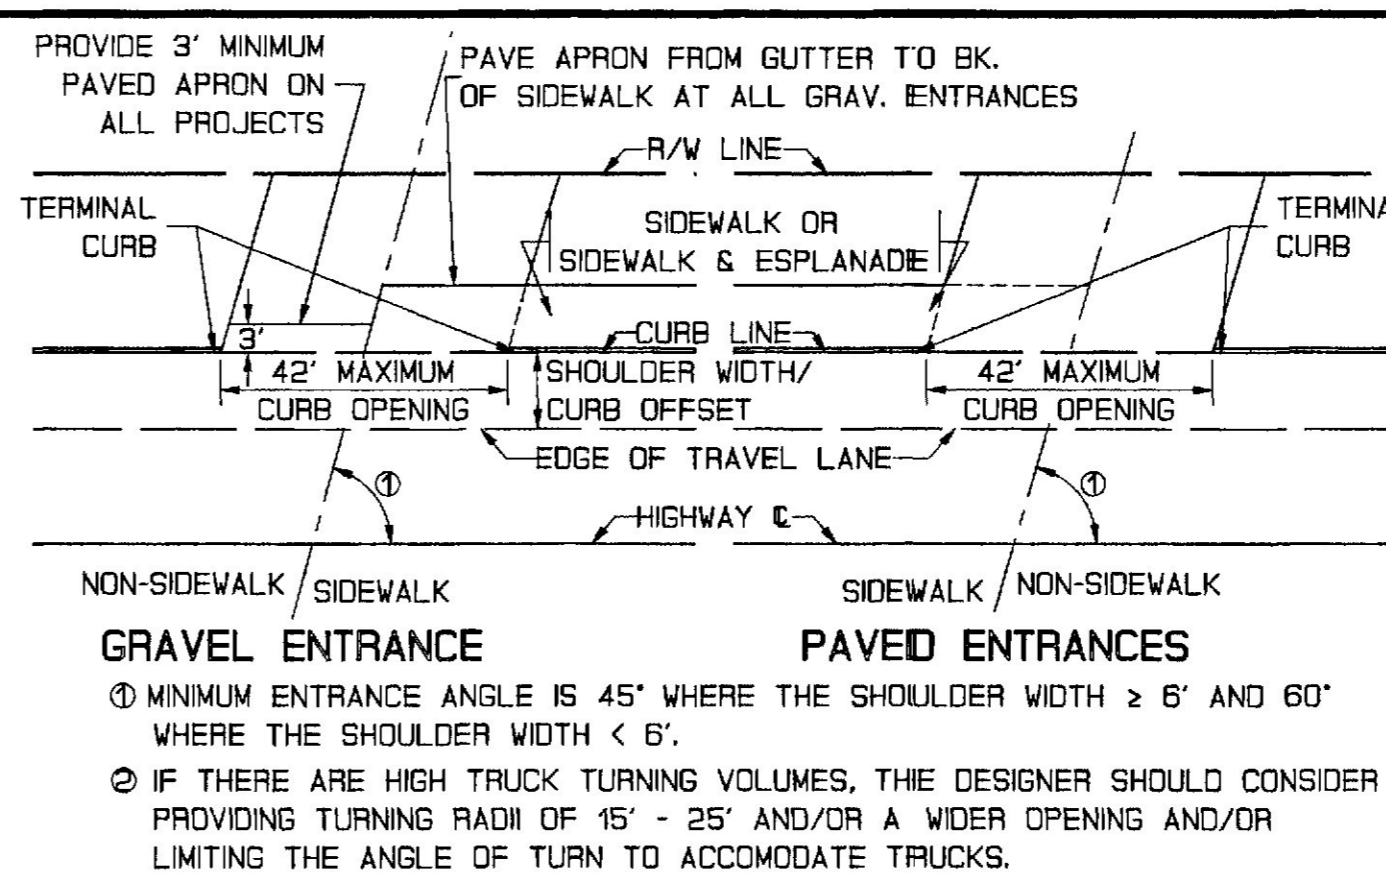 PROVIDE 3' MINIMUM
PAVED APRON ON
ALL PROJECTS
PAVE APRON FROM GUTTER TO BK.
OF SIDEWALK AT ALL GRAV. ENTRANCES
R/W LINE
TERMINAL
CURB
SIDEWALK OR
SIDEWALK & ESPLANADE
TERMINA
CURB
3'
CURB LINE
42' MAXIMUM
CURB OPENING
SHOULDER WIDTH/
CURB OFFSET
42' MAXIMUM
CURB OPENING
EDGE OF TRAVEL LANE
①
①
HIGHWAY ℄
NON-SIDEWALK
SIDEWALK
SIDEWALK
NON-SIDEWALK
GRAVEL ENTRANCE
PAVED ENTRANCES
① MINIMUM ENTRANCE ANGLE IS 45° WHERE THE SHOULDER WIDTH ≥ 6' AND 60°
WHERE THE SHOULDER WIDTH < 6'.
② IF THERE ARE HIGH TRUCK TURNING VOLUMES, THE DESIGNER SHOULD CONSIDER
PROVIDING TURNING RADII OF 15' - 25' AND/OR A WIDER OPENING AND/OR
LIMITING THE ANGLE OF TURN TO ACCOMODATE TRUCKS.